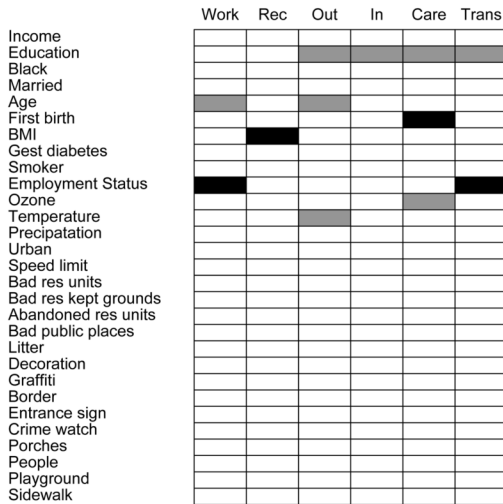 Work Rec Out In Care Trans
Income
Education
Black
Married
Age
First birth
BMI
Gest diabetes
Smoker
Employment Status
Ozone
Temperature
Precipatation
Urban
Speed limit
Bad res units
Bad res kept grounds
Abandoned res units
Bad public places
Litter
Decoration
Graffiti
Border
Entrance sign
Crime watch
Porches
People
Playground
Sidewalk